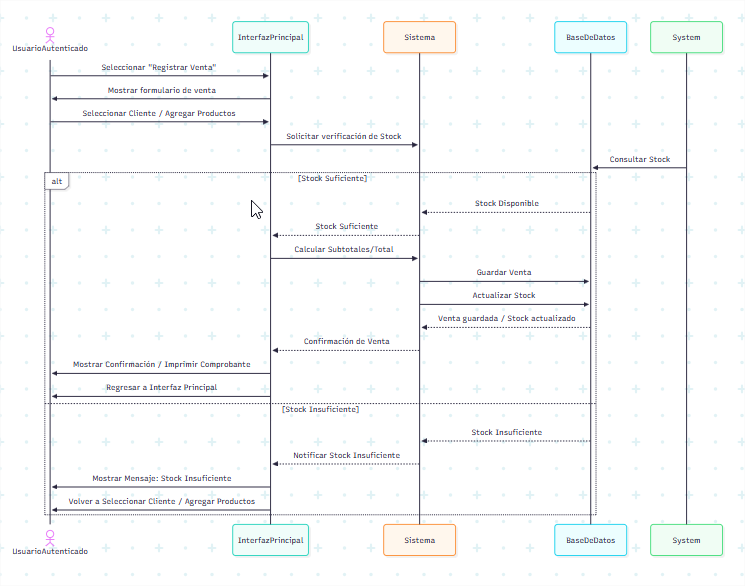 UsuarioAutenticado
InterfazPrincipal
Sistema
BaseDeDatos
System
Seleccionar "Registrar Venta"
Mostrar formulario de venta
Seleccionar Cliente / Agregar Productos
Solicitar verificación de Stock
Consultar Stock
alt
[Stock Suficiente]
Stock Disponible
Stock Suficiente
Calcular Subtotales/Total
Guardar Venta
Actualizar Stock
Venta guardada / Stock actualizado
Confirmación de Venta
Mostrar Confirmación / Imprimir Comprobante
Regresar a Interfaz Principal
[Stock Insuficiente]
Stock Insuficiente
Notificar Stock Insuficiente
Mostrar Mensaje: Stock Insuficiente
Volver a Seleccionar Cliente / Agregar Productos
UsuarioAutenticado
InterfazPrincipal
Sistema
BaseDeDatos
System